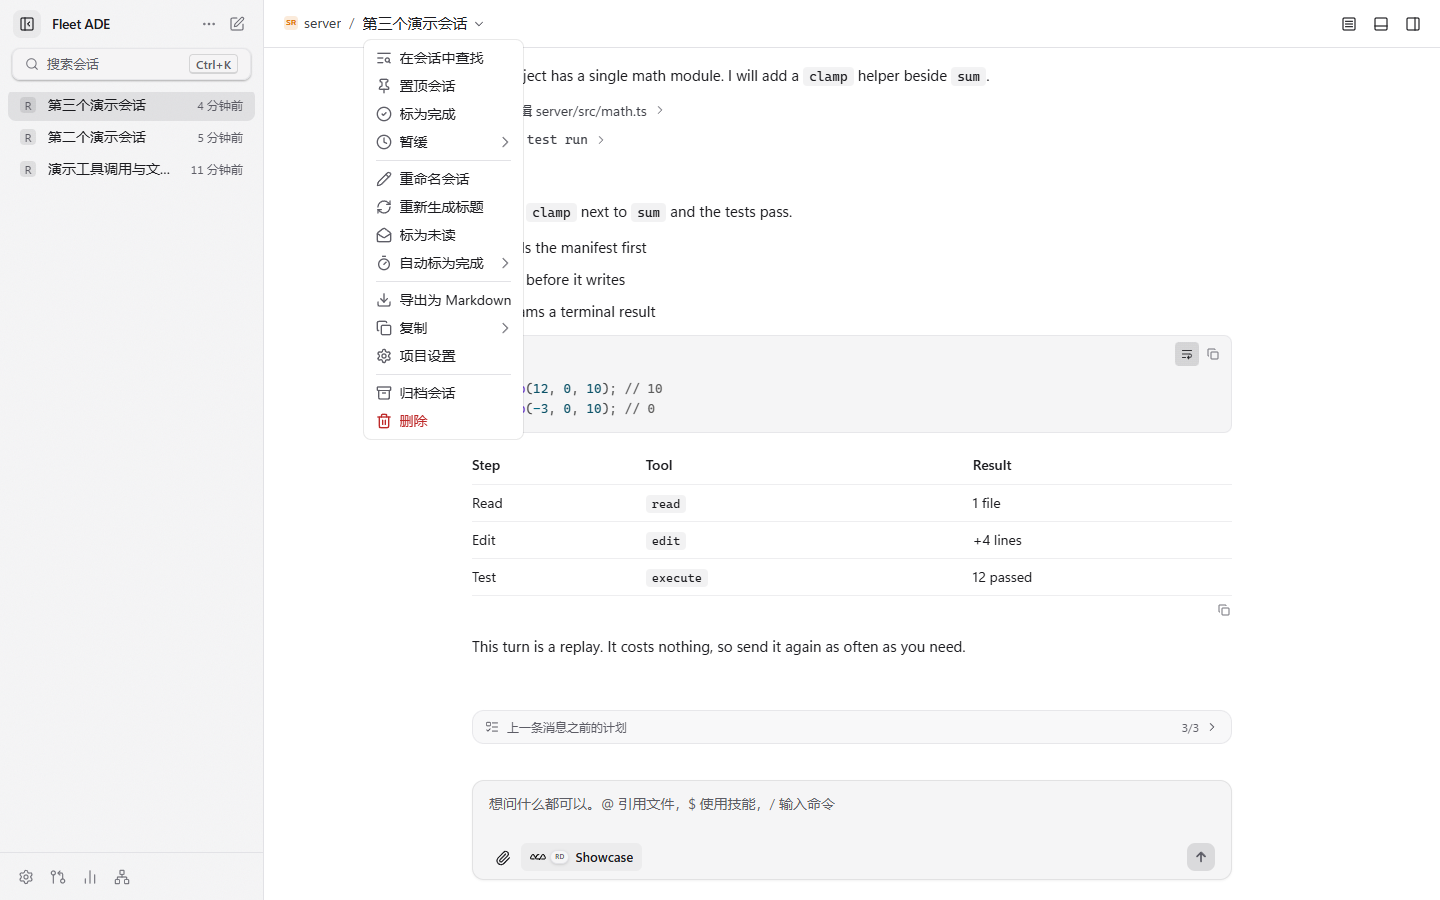 Fleet ADE
搜索会话
Ctrl+K
R 第三个演示会话 4 分钟前
R 第二个演示会话 5 分钟前
R 演示工具调用与文... 11 分钟前
SR server / 第三个演示会话
在会话中查找
置顶会话
标为完成
暂缓
重命名会话
重新生成标题
标为未读
自动标为完成
导出为 Markdown
复制
项目设置
归档会话
删除
ject has a single math module. I will add a clamp helper beside sum.
server/src/math.ts
test run
clamp next to sum and the tests pass.
the manifest first
before it writes
a terminal result
(12, 0, 10); // 10
(-3, 0, 10); // 0
Step Tool Result
Read read 1 file
Edit edit +4 lines
Test execute 12 passed
This turn is a replay. It costs nothing, so send it again as often as you need.
上一条消息之前的计划 3/3
想问什么都可以。@ 引用文件，$ 使用技能，/ 输入命令
RD Showcase